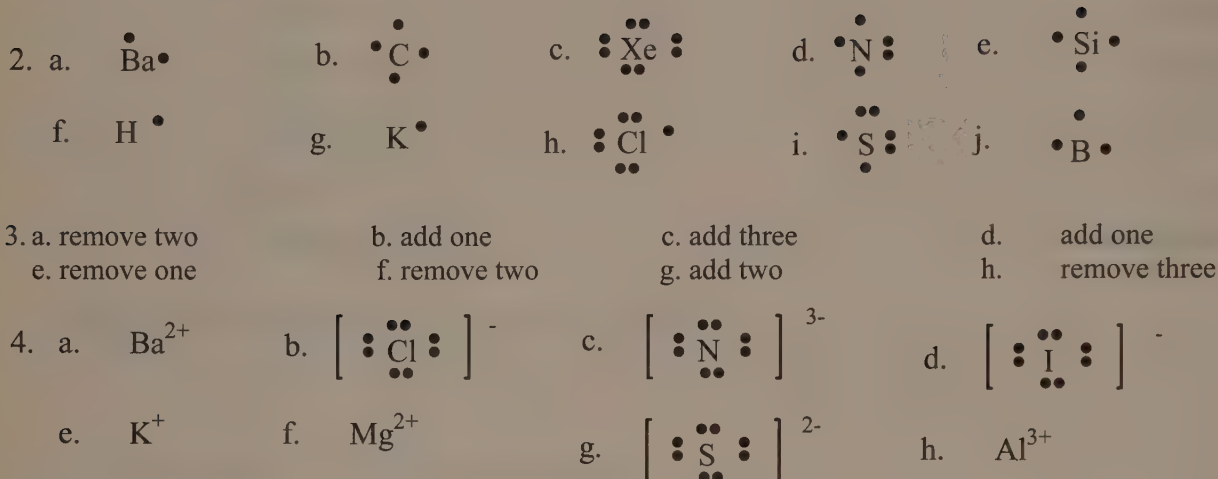 2. a. Ba b. C c. Xe d. N e. Si
f. H g. K h. Cl i. S j. B
3. a. remove two b. add one c. add three d. add one
e. remove one f. remove two g. add two h. remove three
4. a. Ba2+ b. [ Cl ] - c. [ N ] 3- d. [ I ] -
e. K+ f. Mg2+ g. [ S ] 2- h. Al3+